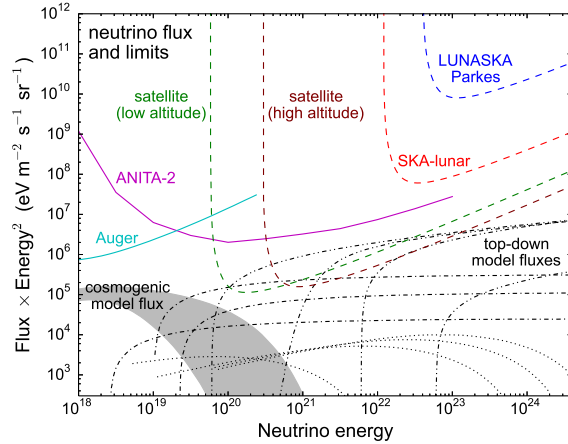 neutrino flux
and limits
LUNASKA
Parkes
satellite
(low altitude)
satellite
(high altitude)
SKA-lunar
ANITA-2
Auger
top-down
model fluxes
cosmogenic
model flux
10^12
10^11
10^10
10^9
10^8
10^7
10^6
10^5
10^4
10^3
Flux × Energy^2 (eV m^−2 s^−1 sr^−1)
10^18 10^19 10^20 10^21 10^22 10^23 10^24
Neutrino energy